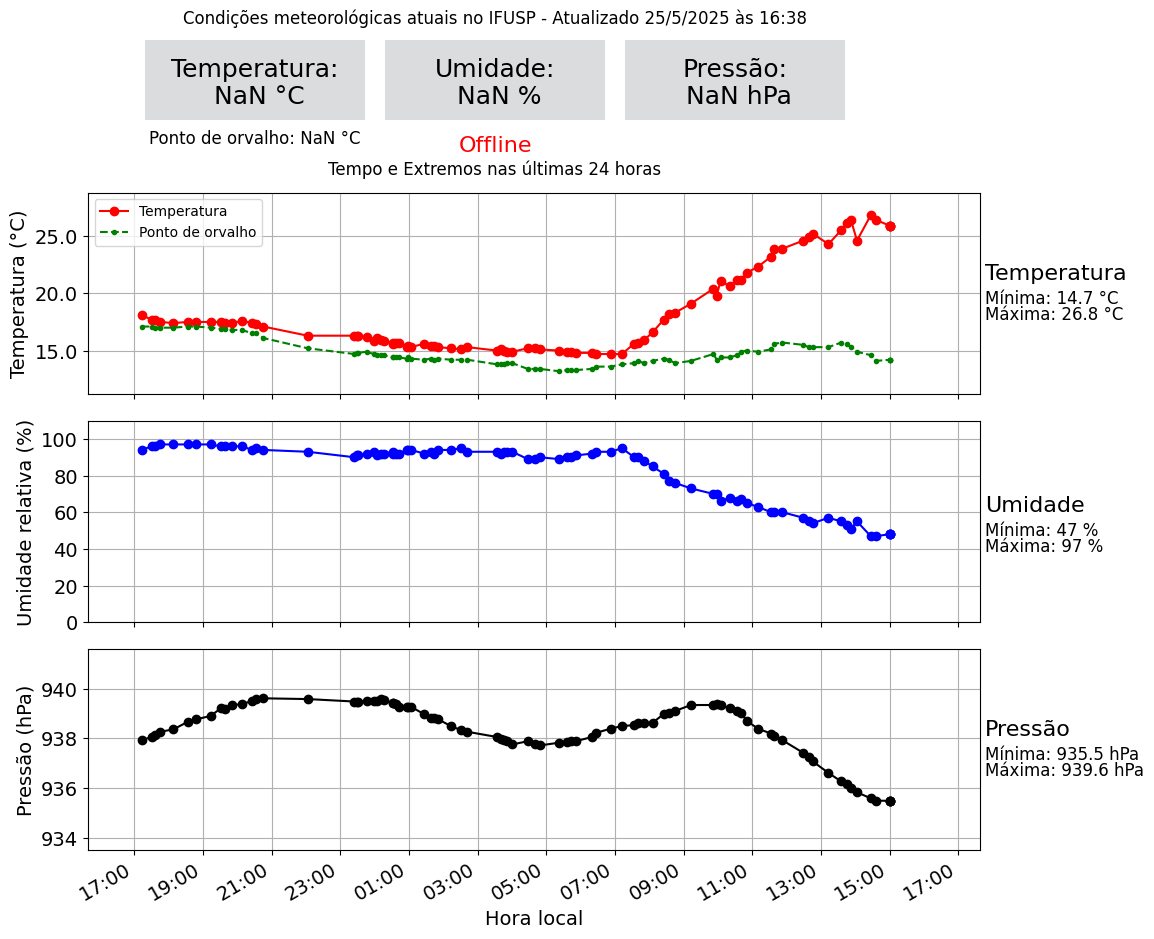 Condições meteorológicas atuais no IFUSP - Atualizado 25/5/2025 às 16:38
Temperatura:
NaN °C
Umidade:
NaN %
Pressão:
NaN hPa
Ponto de orvalho: NaN °C
Offline
Tempo e Extremos nas últimas 24 horas
Temperatura (°C)
25.0
20.0
15.0
Temperatura
Ponto de orvalho
Temperatura
Mínima: 14.7 °C
Máxima: 26.8 °C
Umidade relativa (%)
100
80
60
40
20
0
Umidade
Mínima: 47 %
Máxima: 97 %
Pressão (hPa)
940
938
936
934
Pressão
Mínima: 935.5 hPa
Máxima: 939.6 hPa
17:00
19:00
21:00
23:00
01:00
03:00
05:00
07:00
09:00
11:00
13:00
15:00
17:00
Hora local